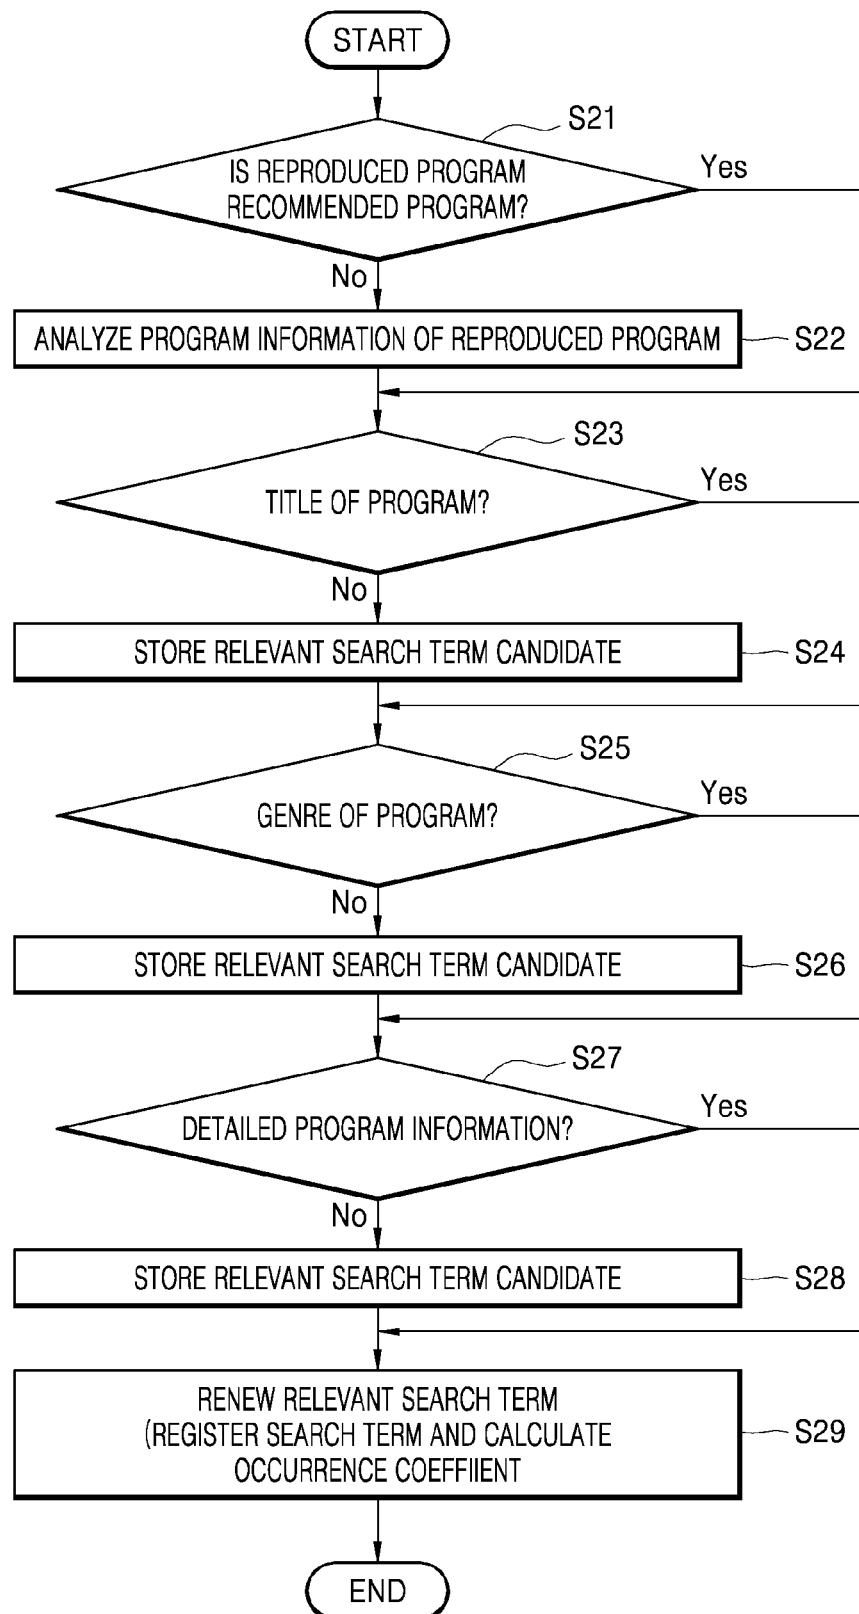 START
S21
IS REPRODUCED PROGRAM
RECOMMENDED PROGRAM?
Yes
No
ANALYZE PROGRAM INFORMATION OF REPRODUCED PROGRAM
S22
S23
TITLE OF PROGRAM?
Yes
No
STORE RELEVANT SEARCH TERM CANDIDATE
S24
S25
GENRE OF PROGRAM?
Yes
No
STORE RELEVANT SEARCH TERM CANDIDATE
S26
S27
DETAILED PROGRAM INFORMATION?
Yes
No
STORE RELEVANT SEARCH TERM CANDIDATE
S28
RENEW RELEVANT SEARCH TERM
(REGISTER SEARCH TERM AND CALCULATE
OCCURRENCE COEFFIIENT
S29
END